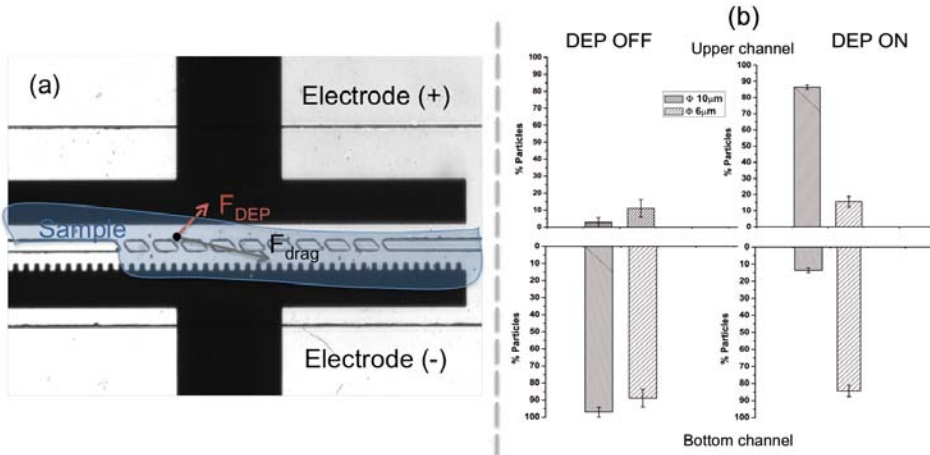 (a)
Electrode (+)
F DEP
Sample
F drag
Electrode (-)
(b)
DEP OFF
Upper channel
DEP ON
% Particles
100
90
80
70
60
50
40
30
20
10
0
Φ 10μm
Φ 6μm
% Particles
100
90
80
70
60
50
40
30
20
10
0
% Particles
0
10
20
30
40
50
60
70
80
90
100
% Particles
0
10
20
30
40
50
60
70
80
90
100
Bottom channel